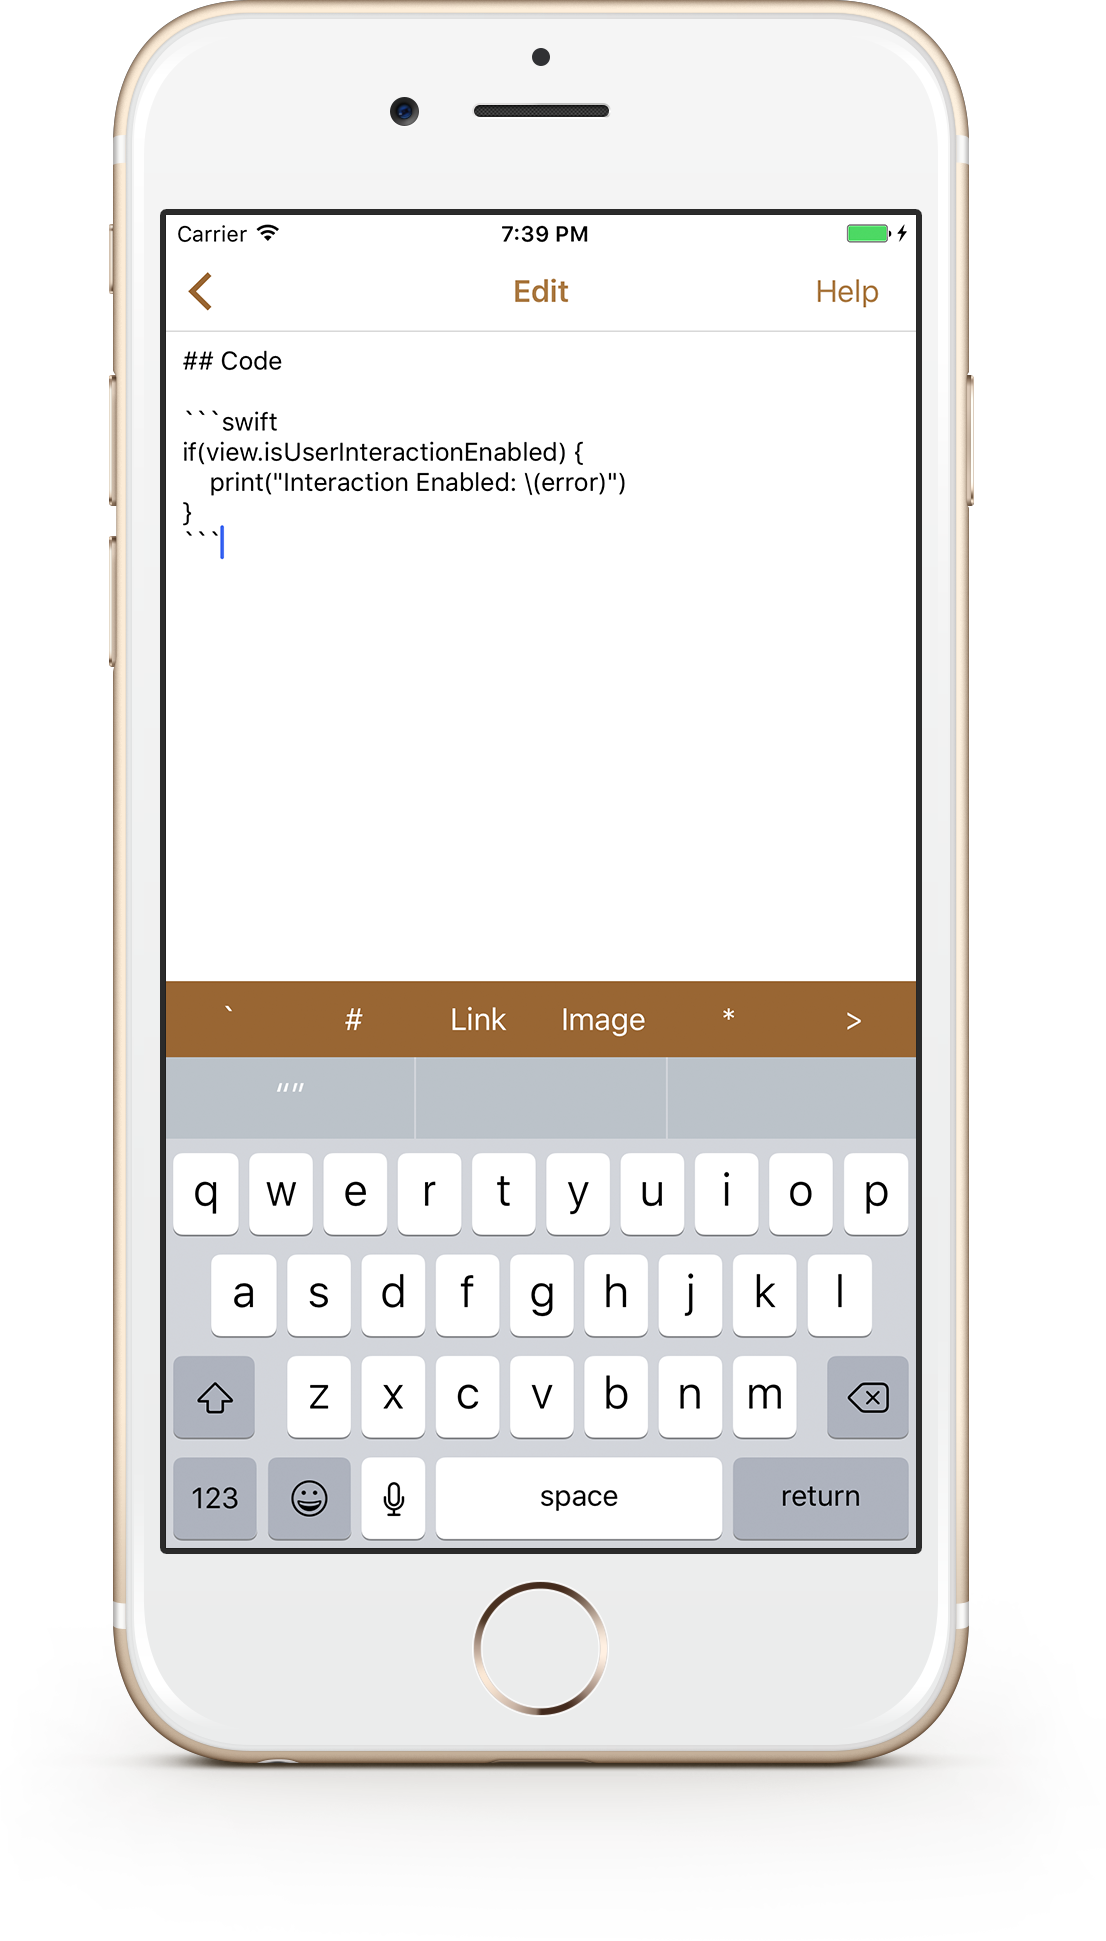 Carrier 7:39 PM
Edit Help
## Code
```swift
if(view.isUserInteractionEnabled) {
    print("Interaction Enabled: \(error)")
}
```
` # Link Image * >
“”
q w e r t y u i o p
a s d f g h j k l
z x c v b n m
123 space return